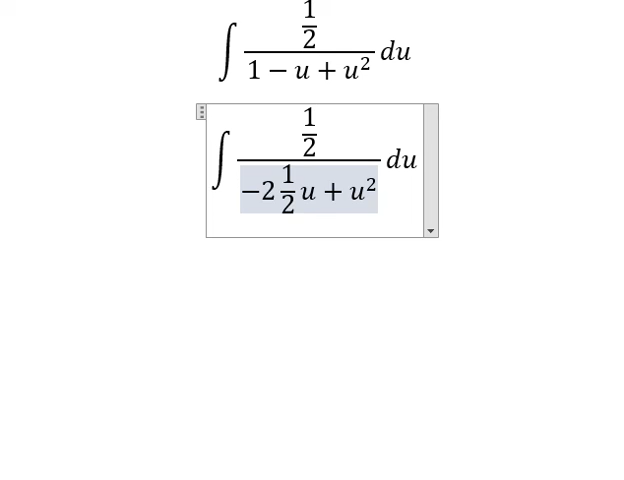 ∫ (1/2)/(1 − u + u²) du
∫ (1/2)/(−2 1/2 u + u²) du